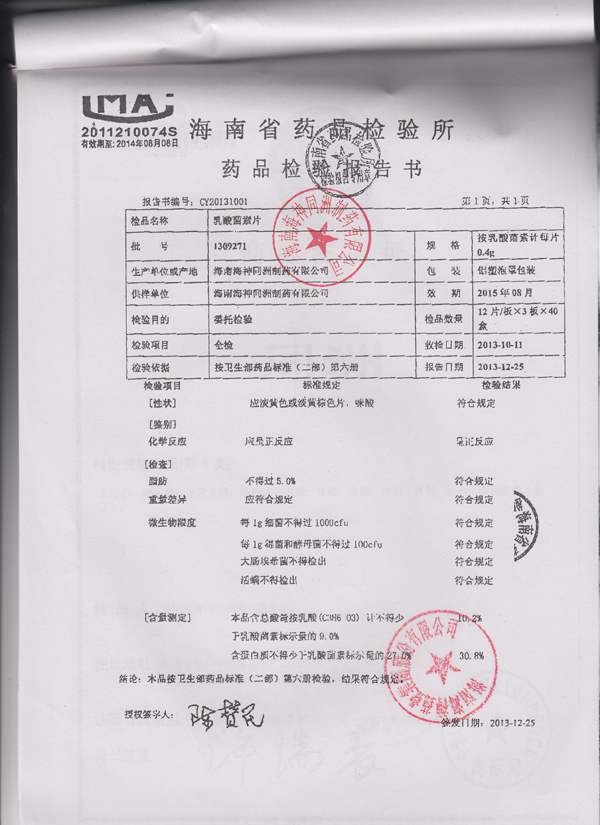 MA
2011210074S
有效期至: 2014年08月08日
海南省药品检验所
药品检验报告书
报告书编号: CY20131001 第1页, 共1页
检品名称 乳酸菌素片
批 号 1309271 规 格 按乳酸菌素计每片0.4g
生产单位或产地 海南海神同洲制药有限公司 包 装 铝塑泡罩包装
供样单位 海南海神同洲制药有限公司 效 期 2015年08月
检验目的 委托检验 检品数量 12片/板×3板×40盒
检验项目 全检 收检日期 2013-10-11
检验依据 按卫生部药品标准（二部）第六册 报告日期 2013-12-25
检验项目 标准规定 检验结果
[性状] 应淡黄色或淡黄棕色片, 味酸 符合规定
[鉴别]
化学反应 应呈正反应 呈正反应
[检查]
脂肪 不得过5.0% 符合规定
重量差异 应符合规定 符合规定
微生物限度 每1g细菌不得过1000cfu 符合规定
每1g霉菌和酵母菌不得过100cfu 符合规定
大肠埃希菌不得检出 符合规定
活螨不得检出 符合规定
[含量测定] 本品含总酸量按乳酸(C3H6 O3) 计不得少 10.2%
于乳酸菌素标示量的9.0%
含蛋白质不得少于乳酸菌素标示量的27.0% 30.8%
结论: 本品按卫生部药品标准（二部）第六册检验, 结果符合规定。
授权签字人:
签发日期: 2013-12-25
海南海神同洲制药有限公司